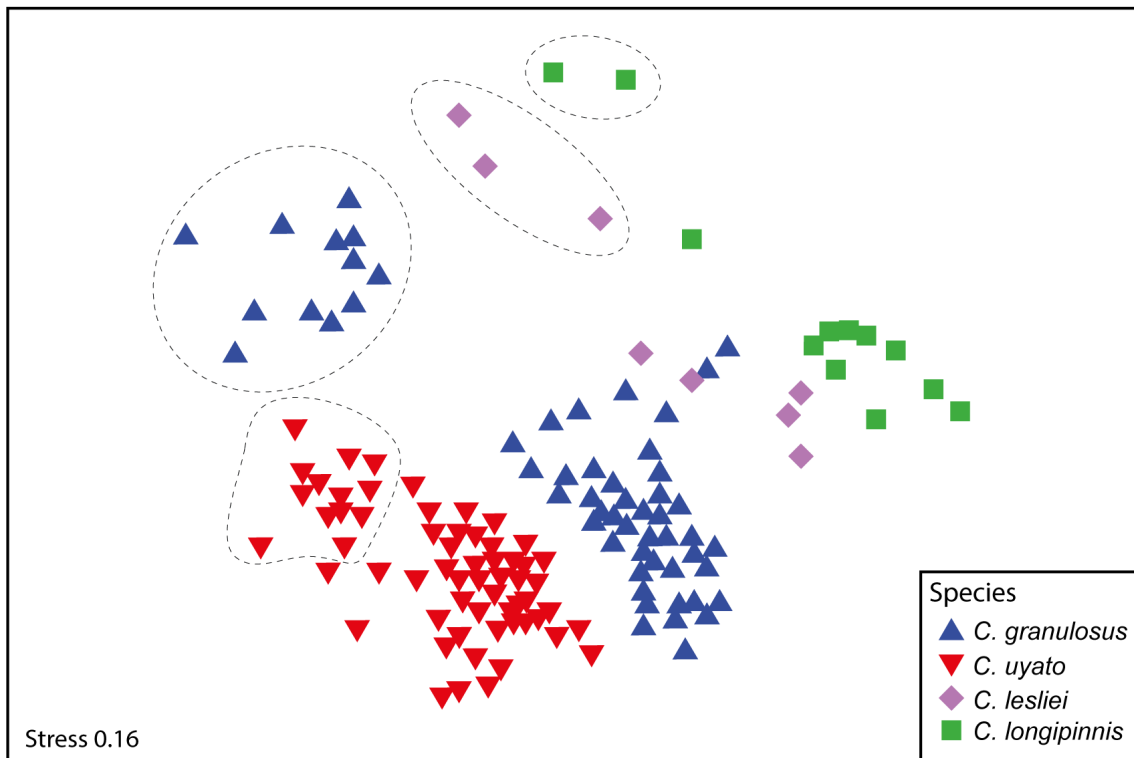 Species
C. granulosus
C. uyato
C. lesliei
C. longipinnis
Stress 0.16